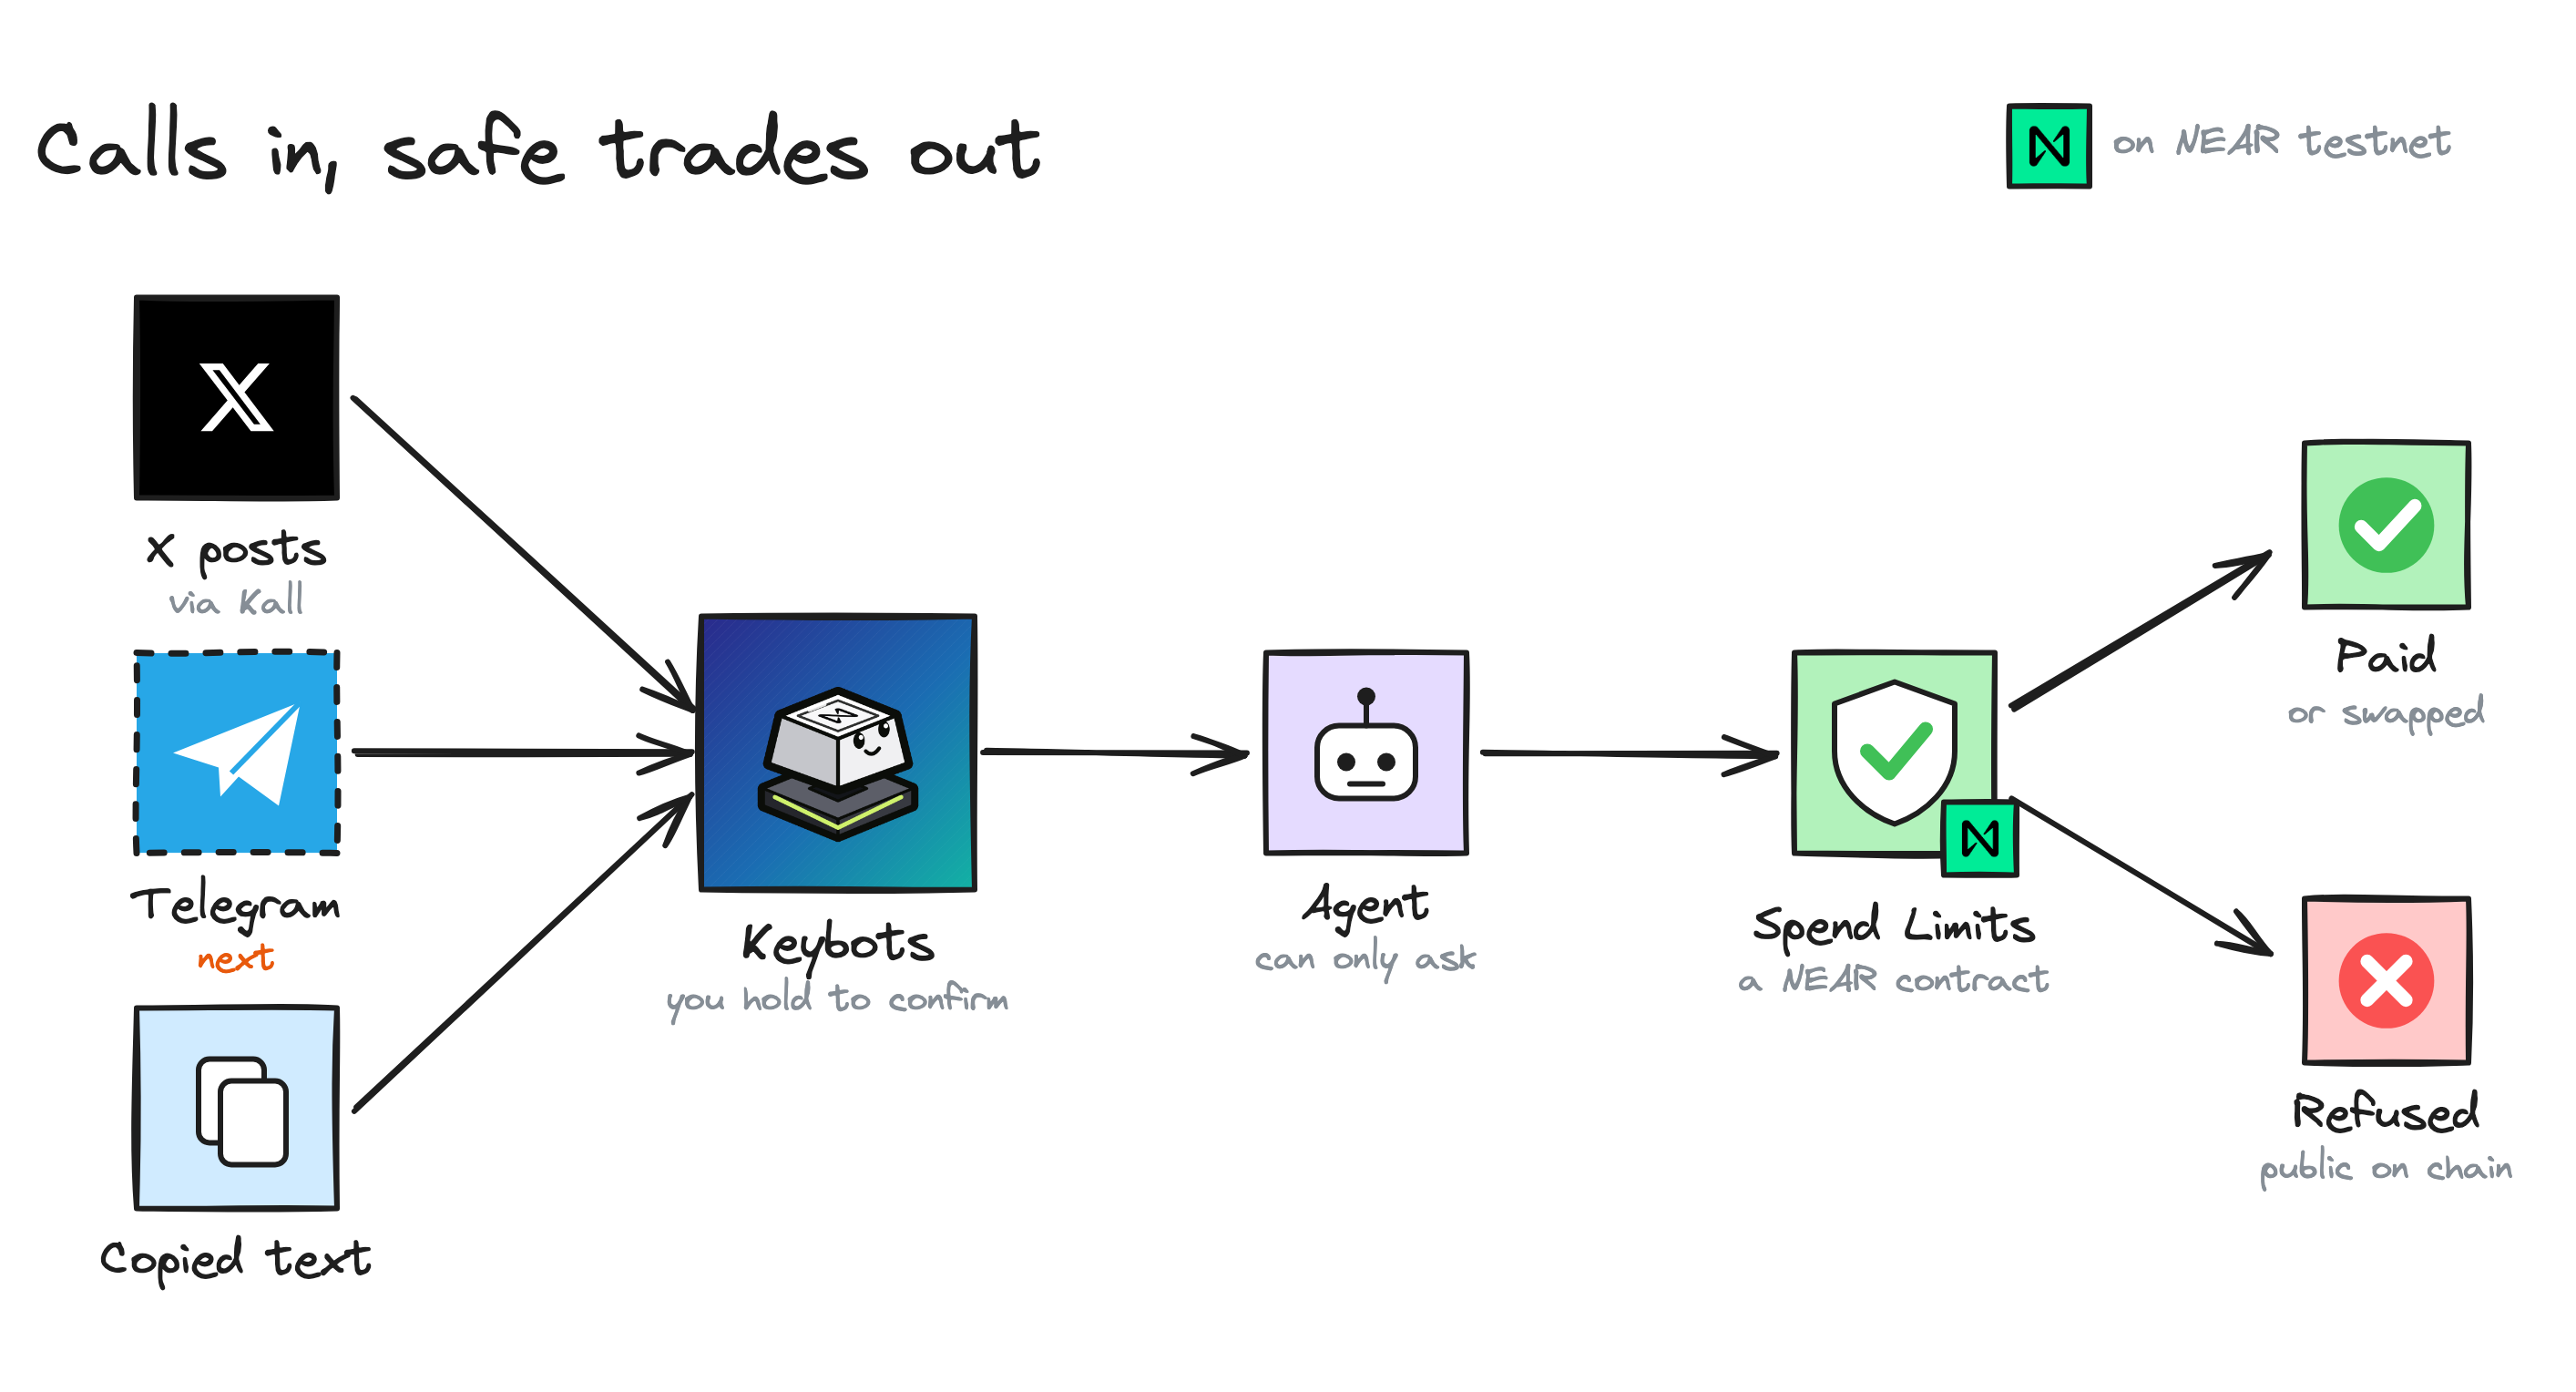 Calls in, safe trades out
on NEAR testnet
X posts
via Kall
Telegram
next
Copied text
Keybots
you hold to confirm
Agent
can only ask
Spend Limits
a NEAR contract
Paid
or swapped
Refused
public on chain